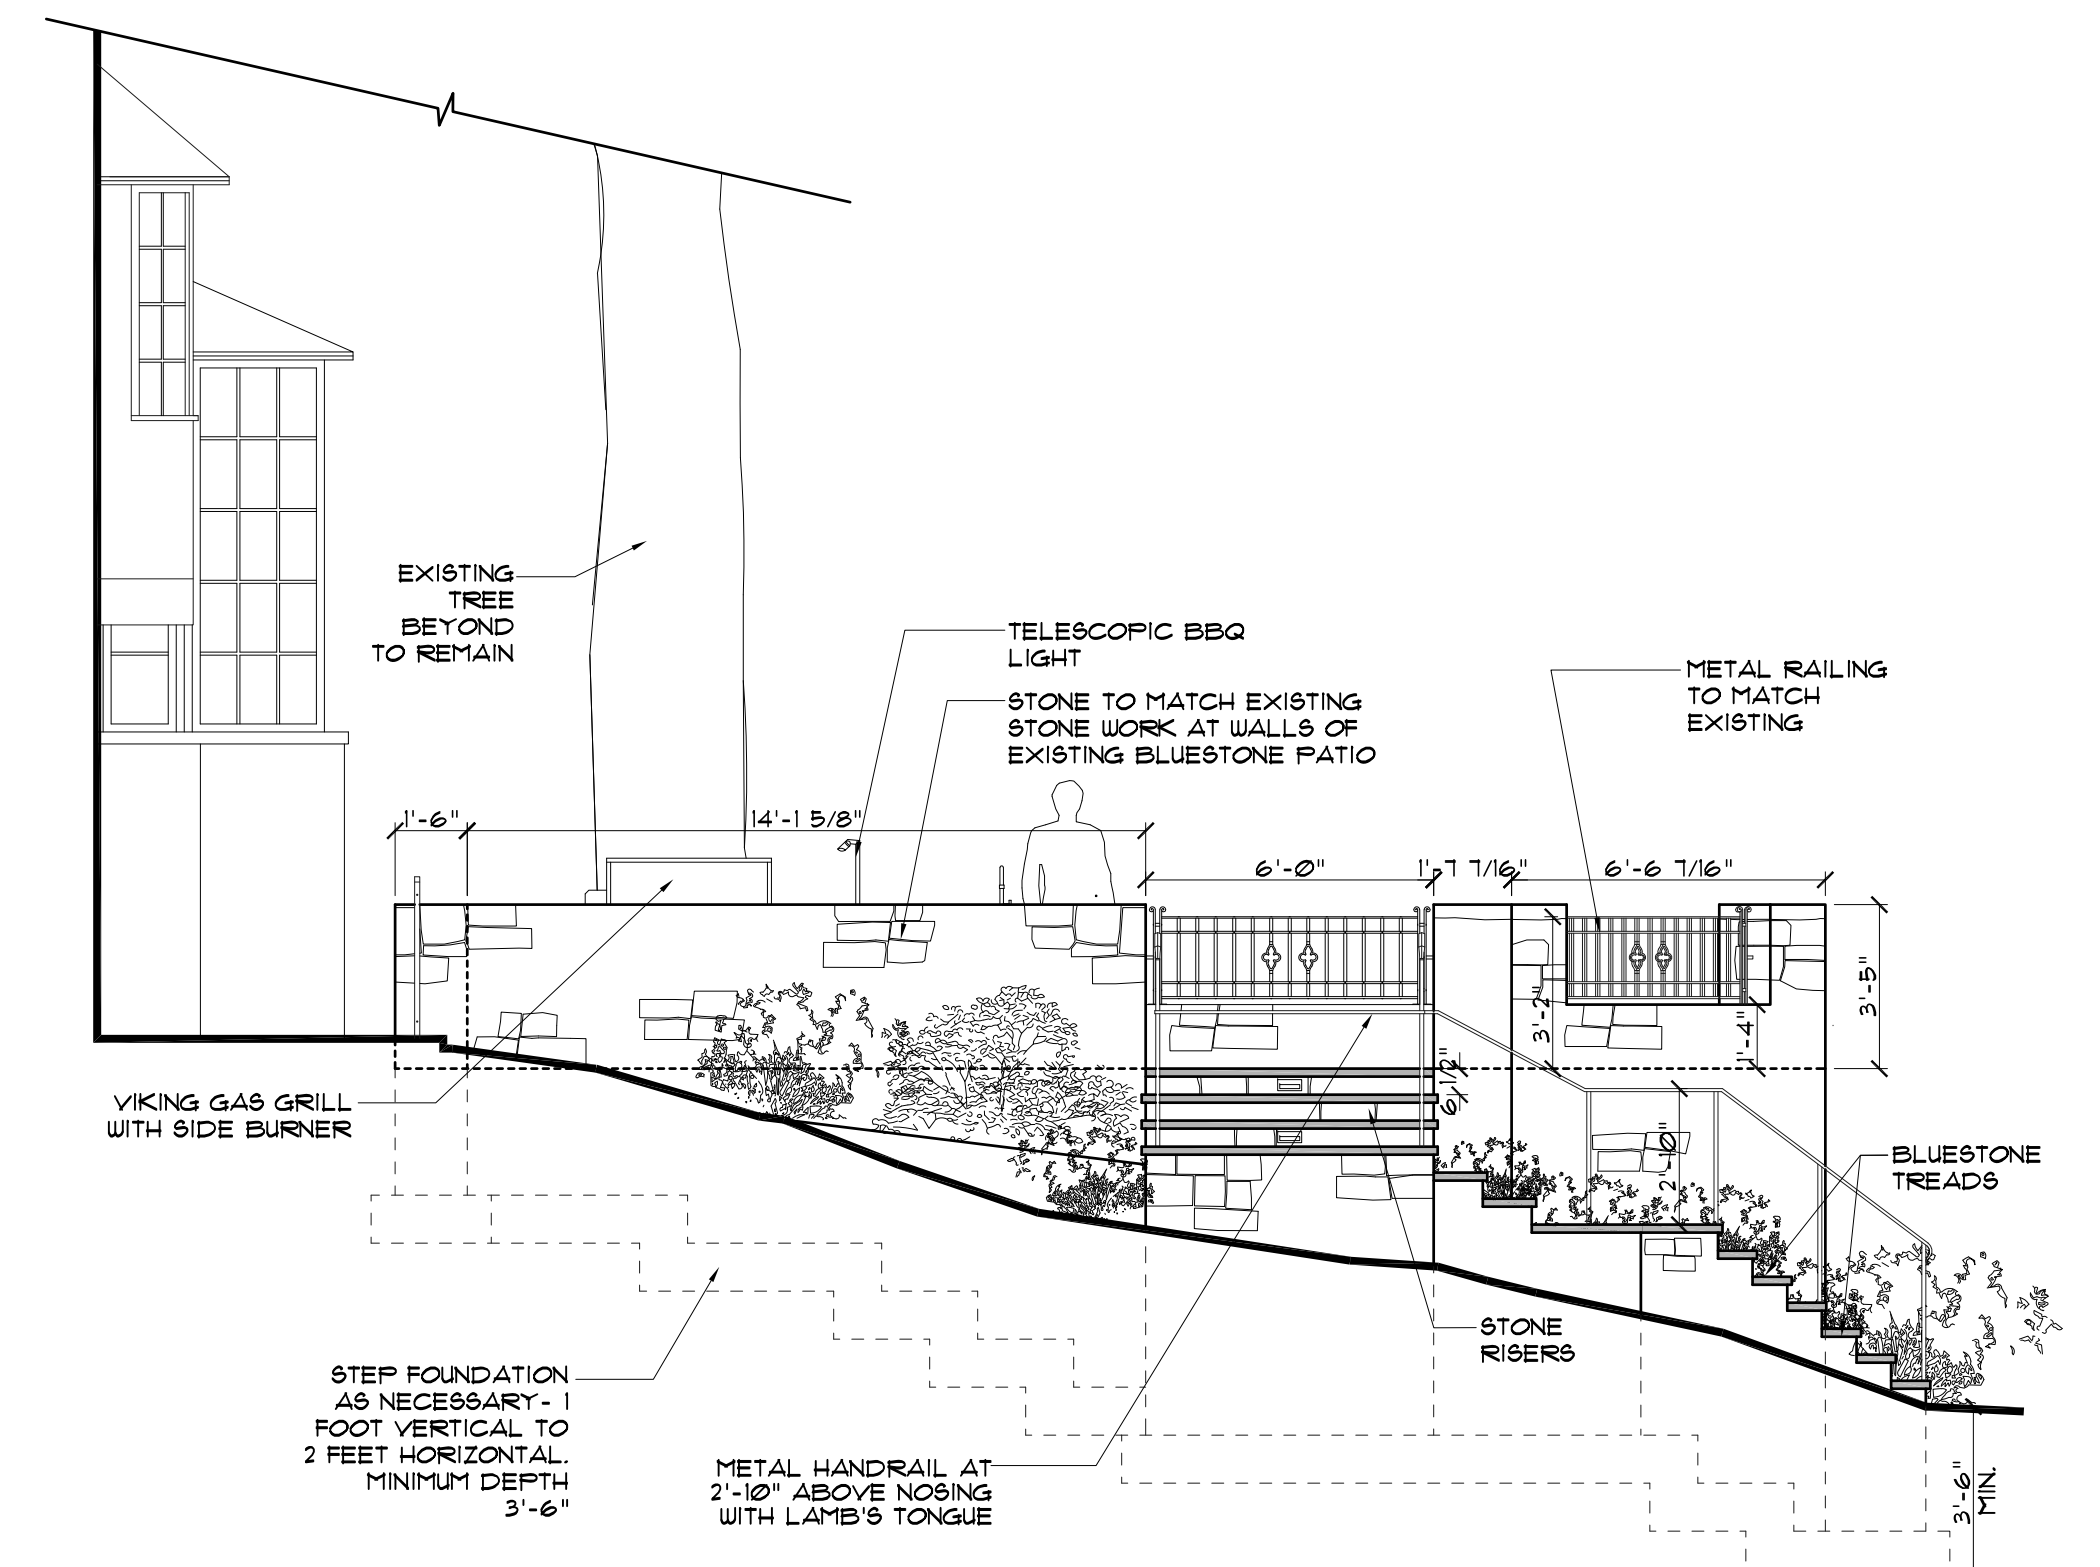 EXISTING
TREE
BEYOND
TO REMAIN
TELESCOPIC BBQ
LIGHT
STONE TO MATCH EXISTING
STONE WORK AT WALLS OF
EXISTING BLUESTONE PATIO
METAL RAILING
TO MATCH
EXISTING
1'-6"
14'-1 5/8"
6'-0"
1'-7 7/16"
6'-6 7/16"
3'-5"
3'-2"
1'-4"
6 1/2"
2'-10"
VIKING GAS GRILL
WITH SIDE BURNER
BLUESTONE
TREADS
STONE
RISERS
STEP FOUNDATION
AS NECESSARY- 1
FOOT VERTICAL TO
2 FEET HORIZONTAL.
MINIMUM DEPTH
3'-6"
METAL HANDRAIL AT
2'-10" ABOVE NOSING
WITH LAMB'S TONGUE
3'-6"
MIN.